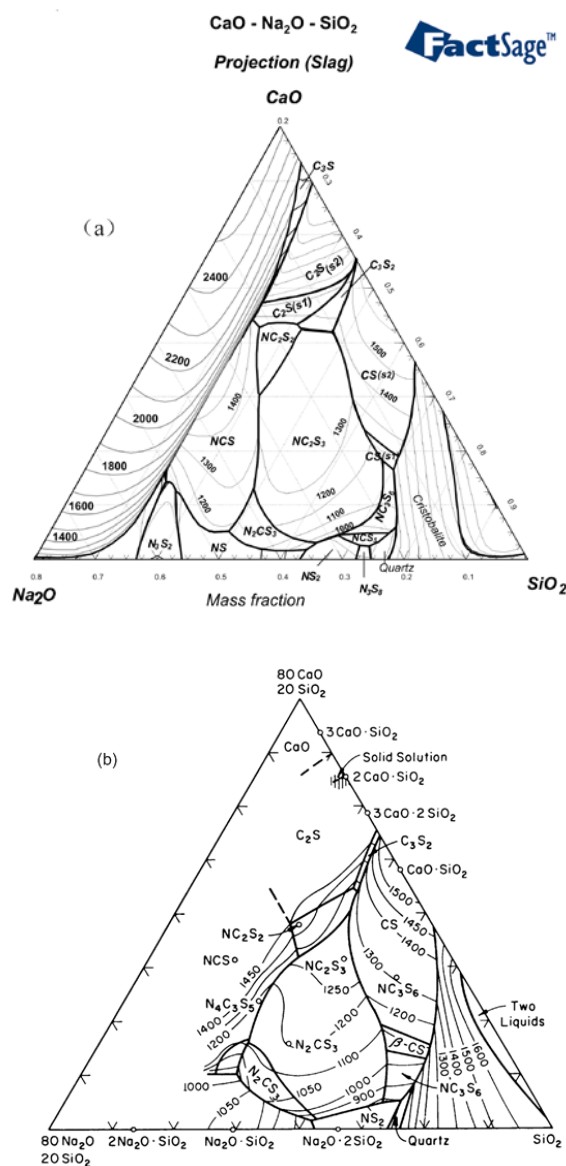 CaO - Na₂O - SiO₂
FactSage™
Projection (Slag)
CaO
(a)
0.2
C₃S
0.3
0.4
C₃S₂
C₂S(s2)
0.5
2400
C₂S(s1)
NC₂S₂
1500
0.6
2200
CS(s2)
1400
1400
2000
NCS
NC₂S₃
1300
0.7
1800
CS(s1)
1300
0.8
1600
1200
1200
NC₃S₆
1100
Cristobalite
0.9
1400
N₂CS₃
1000
N₃S₂
NS
NCS₅
0.8
0.7
0.6
0.5
0.4
NS₂
0.3
Quartz
0.2
0.1
N₃S₈
Na₂O
Mass fraction
SiO₂
80 CaO
20 SiO₂
(b)
3CaO·SiO₂
CaO
Solid Solution
2CaO·SiO₂
3CaO·2SiO₂
C₂S
C₃S₂
CaO·SiO₂
1500
CS
1450
1400
NC₂S₂
NCS
1450
NC₂S₃
1300
1250
NC₃S₆
N₄C₃S₅
1400
1200
1200
1200
Two
Liquids
N₂CS₃
β-CS
1600
1500
1400
1300
1100
1000
N₂CS₃
1050
1000
900
NC₃S₆
1050
NS₂
80 Na₂O
20 SiO₂
2Na₂O·SiO₂
Na₂O·SiO₂
Na₂O·2SiO₂
Quartz
SiO₂